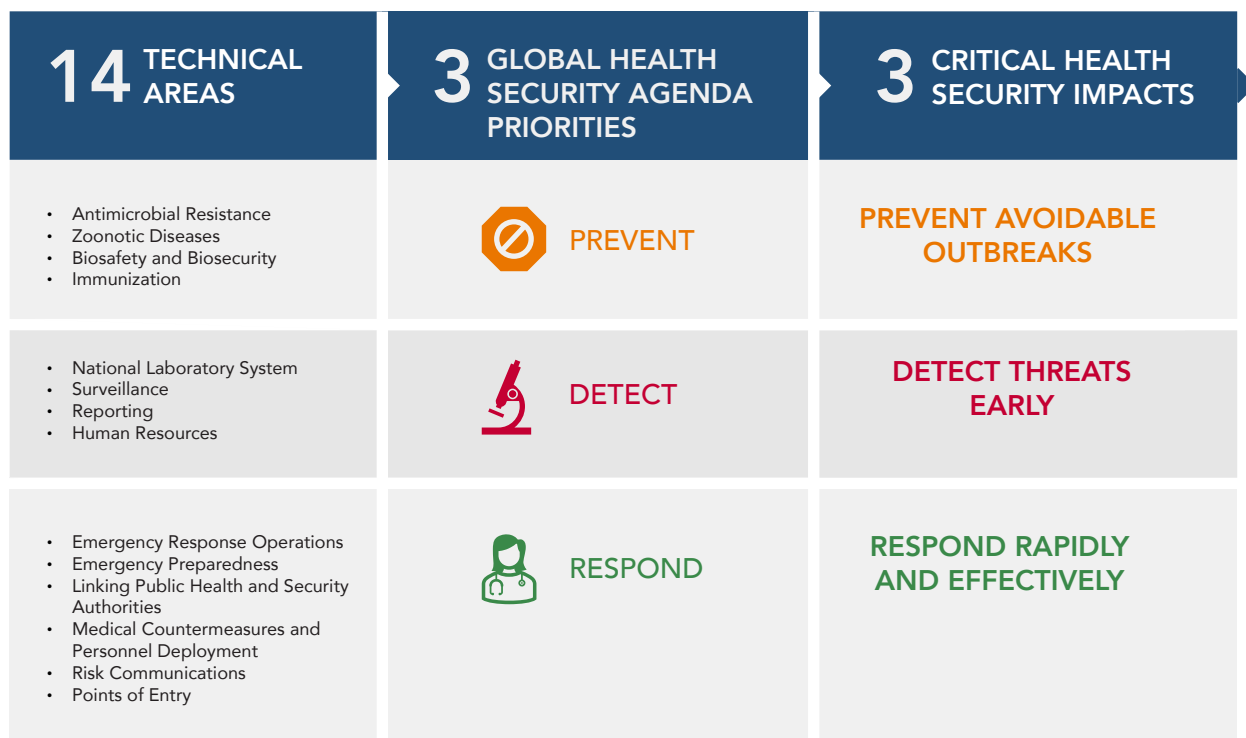 14 TECHNICAL
AREAS
3 GLOBAL HEALTH
SECURITY AGENDA
PRIORITIES
3 CRITICAL HEALTH
SECURITY IMPACTS
• Antimicrobial Resistance
• Zoonotic Diseases
• Biosafety and Biosecurity
• Immunization
PREVENT
PREVENT AVOIDABLE
OUTBREAKS
• National Laboratory System
• Surveillance
• Reporting
• Human Resources
DETECT
DETECT THREATS
EARLY
• Emergency Response Operations
• Emergency Preparedness
• Linking Public Health and Security
Authorities
• Medical Countermeasures and
Personnel Deployment
• Risk Communications
• Points of Entry
RESPOND
RESPOND RAPIDLY
AND EFFECTIVELY